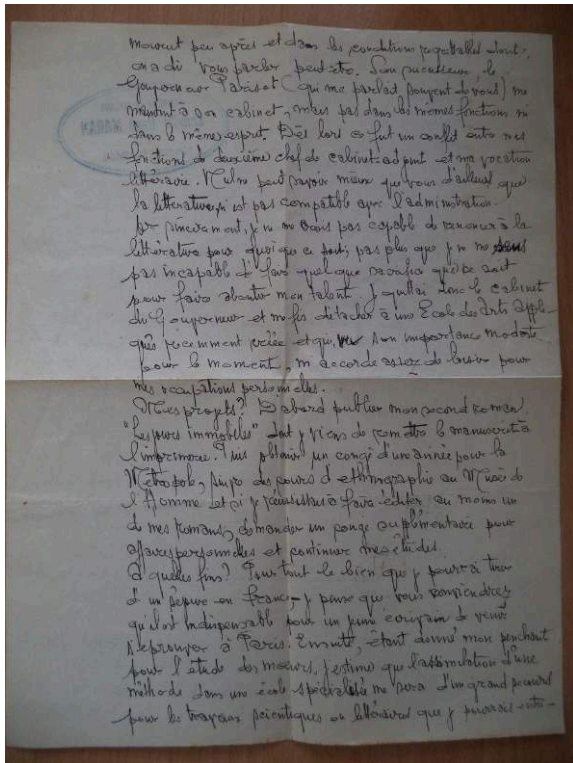 mourut peu après et dans les conditions regrettables dont
on a dû vous parler peut-être. Son successeur, le
Gouverneur Parisot (qui me parlait souvent de vous) me
maintint à son cabinet, mais pas dans les mêmes fonctions ni
dans le même esprit. Dès lors ce fut un conflit entre mes
fonctions de deuxième chef de cabinet adjoint et ma vocation
littéraire. Nul ne peut savoir mieux que vous d'ailleurs que
la littérature n'est pas compatible avec l'administration.
Or sincèrement, je ne me crois pas capable de renoncer à la
littérature pour quoi que ce soit; pas plus que je ne me sens
pas incapable de faire quelque sacrifice que ce soit
pour faire aboutir mon talent. J quittai donc le cabinet
du Gouverneur et me fis détacher à une École des Arts appli-
qués récemment créée et qui, vu son importance modeste
pour le moment, m'accorde assez de loisir pour
mes occupations personnelles.
Mes projets? D'abord publier mon second roman
"Les jours immobiles" dont je viens de remettre le manuscrit à
l'imprimerie. Puis obtenir un congé d'une année pour la
Métropole, suivre des cours d'ethnographie au Musée de
l'Homme et si je réussissais à faire éditer au moins un
de mes romans, demander un congé supplémentaire pour
affaires personnelles et continuer mes études.
À quelles fins? Pour tout le bien que je pourrai tirer
d'un séjour en France, je pense que vous conviendrez
qu'il est indispensable pour un jeune écrivain de venir
s'éprouver à Paris. Ensuite, étant donné mon penchant
pour l'étude des moeurs, j'estime que l'assimilation d'une
méthode dans une école spécialisée me sera d'un grand secours
pour les travaux scientifiques ou littéraires que je pourrais entre-